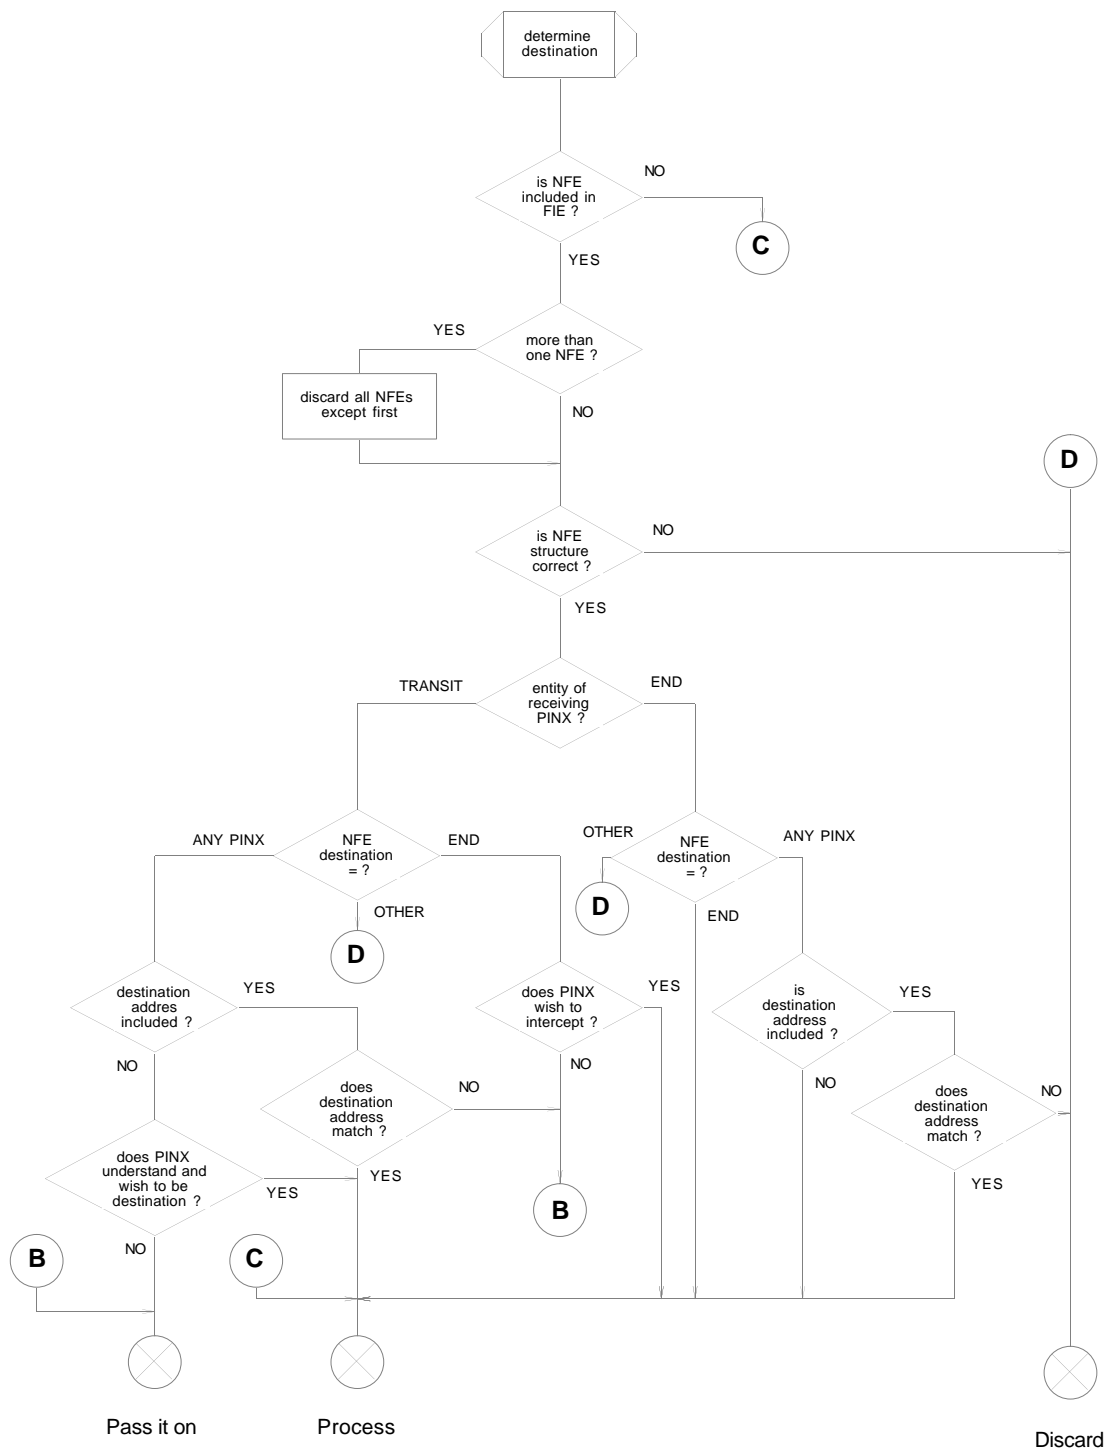 determine
destination
is NFE
included in
FIE ?
NO
C
YES
more than
one NFE ?
YES
discard all NFEs
except first
NO
D
is NFE
structure
correct ?
NO
YES
entity of
receiving
PINX ?
TRANSIT
END
ANY PINX
NFE
destination
= ?
END
OTHER
D
OTHER
NFE
destination
= ?
ANY PINX
D
END
destination
addres
included ?
YES
NO
does PINX
wish to
intercept ?
YES
NO
is
destination
address
included ?
YES
NO
does
destination
address
match ?
NO
YES
does
destination
address
match ?
NO
YES
does PINX
understand and
wish to be
destination ?
YES
NO
B
B
C
Pass it on
Process
Discard